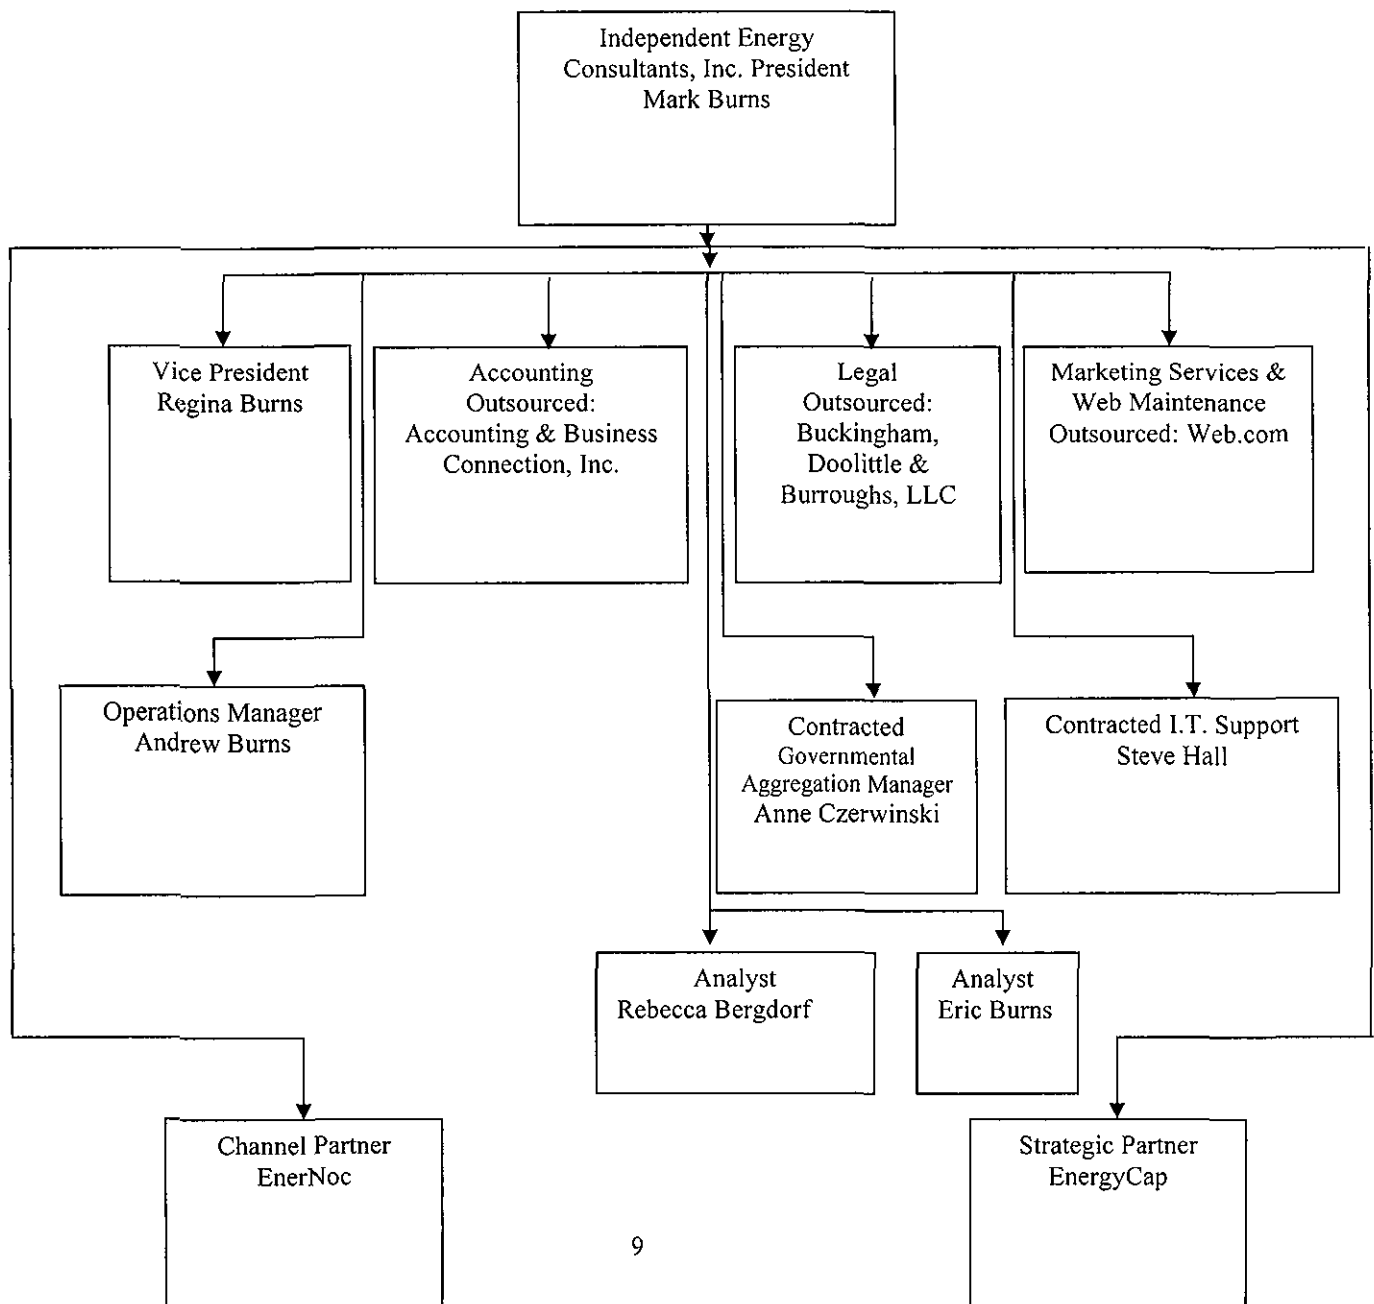 Independent Energy
Consultants, Inc. President
Mark Burns
Vice President
Regina Burns
Accounting
Outsourced:
Accounting & Business
Connection, Inc.
Legal
Outsourced:
Buckingham,
Doolittle &
Burroughs, LLC
Marketing Services &
Web Maintenance
Outsourced: Web.com
Operations Manager
Andrew Burns
Contracted
Governmental
Aggregation Manager
Anne Czerwinski
Contracted I.T. Support
Steve Hall
Analyst
Rebecca Bergdorf
Analyst
Eric Burns
Channel Partner
EnerNoc
Strategic Partner
EnergyCap
9